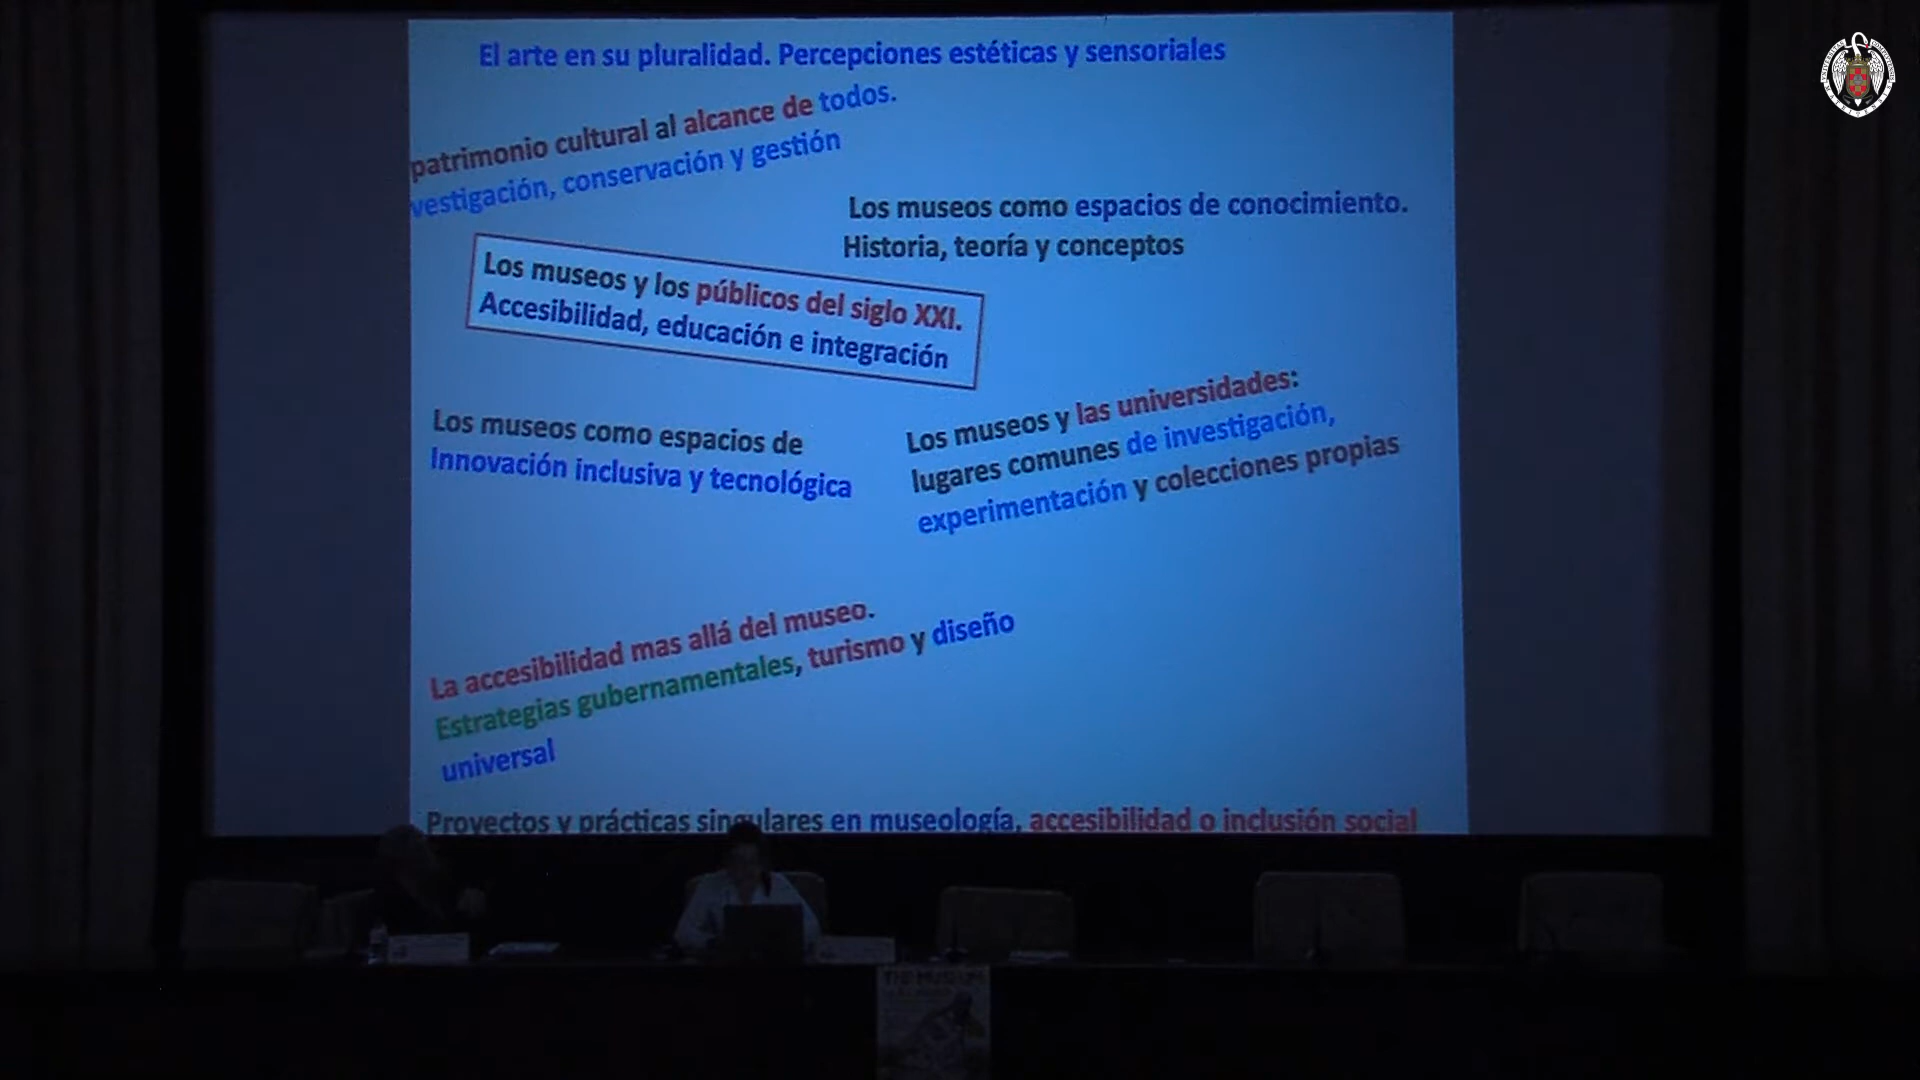 El arte en su pluralidad. Percepciones estéticas y sensoriales
patrimonio cultural al alcance de todos.
vestigación, conservación y gestión
Los museos como espacios de conocimiento.
Historia, teoría y conceptos
Los museos y los públicos del siglo XXI.
Accesibilidad, educación e integración
Los museos como espacios de
Innovación inclusiva y tecnológica
Los museos y las universidades:
lugares comunes de investigación,
experimentación y colecciones propias
La accesibilidad mas allá del museo.
Estrategias gubernamentales, turismo y diseño
universal
Proyectos y prácticas singulares en museología, accesibilidad o inclusión social
THE MUSEUM